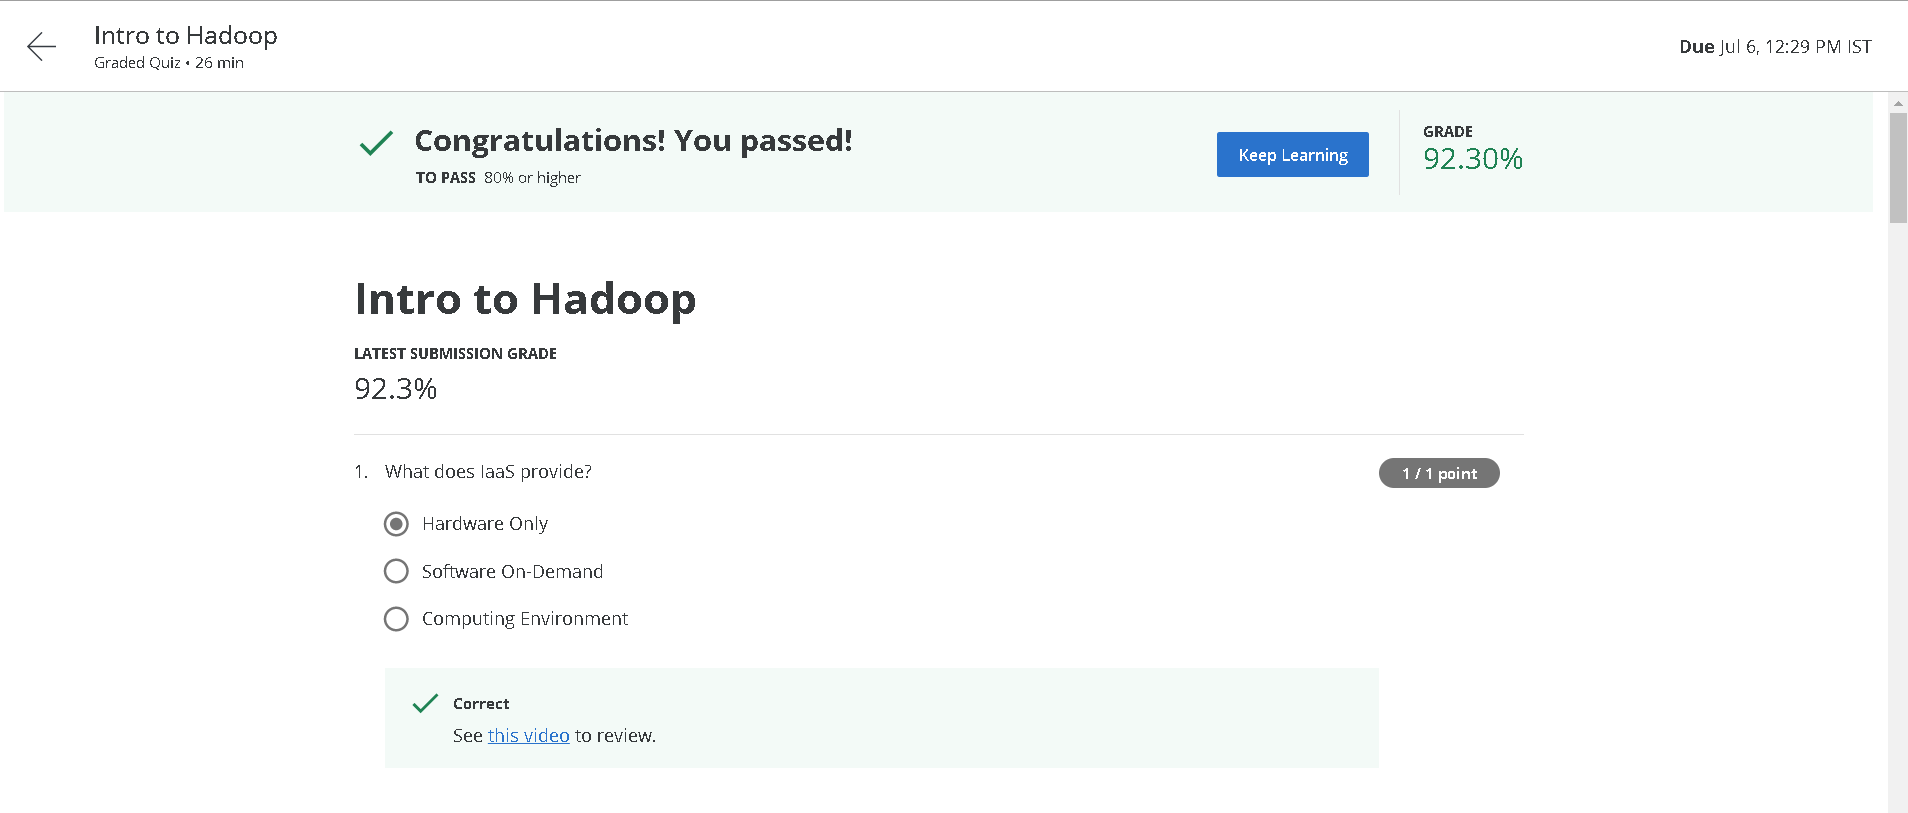 Intro to Hadoop
Graded Quiz • 26 min
Due Jul 6, 12:29 PM IST
Congratulations! You passed!
TO PASS 80% or higher
Keep Learning
GRADE
92.30%
Intro to Hadoop
LATEST SUBMISSION GRADE
92.3%
1. What does IaaS provide?
1 / 1 point
Hardware Only
Software On-Demand
Computing Environment
Correct
See this video to review.